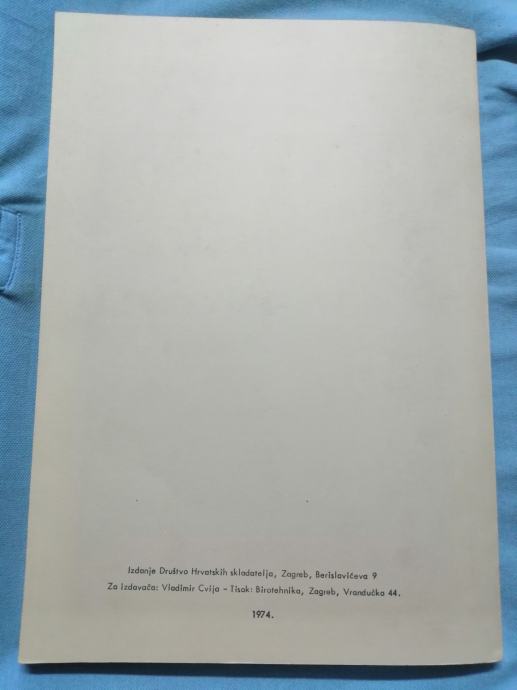 Izdanje Društvo Hrvatskih skladatelja, Zagreb, Berislavićeva 9
Za izdavača: Vladimir Cvija - Tisak: Birotehnika, Zagreb, Vrandučka 44.
1974.